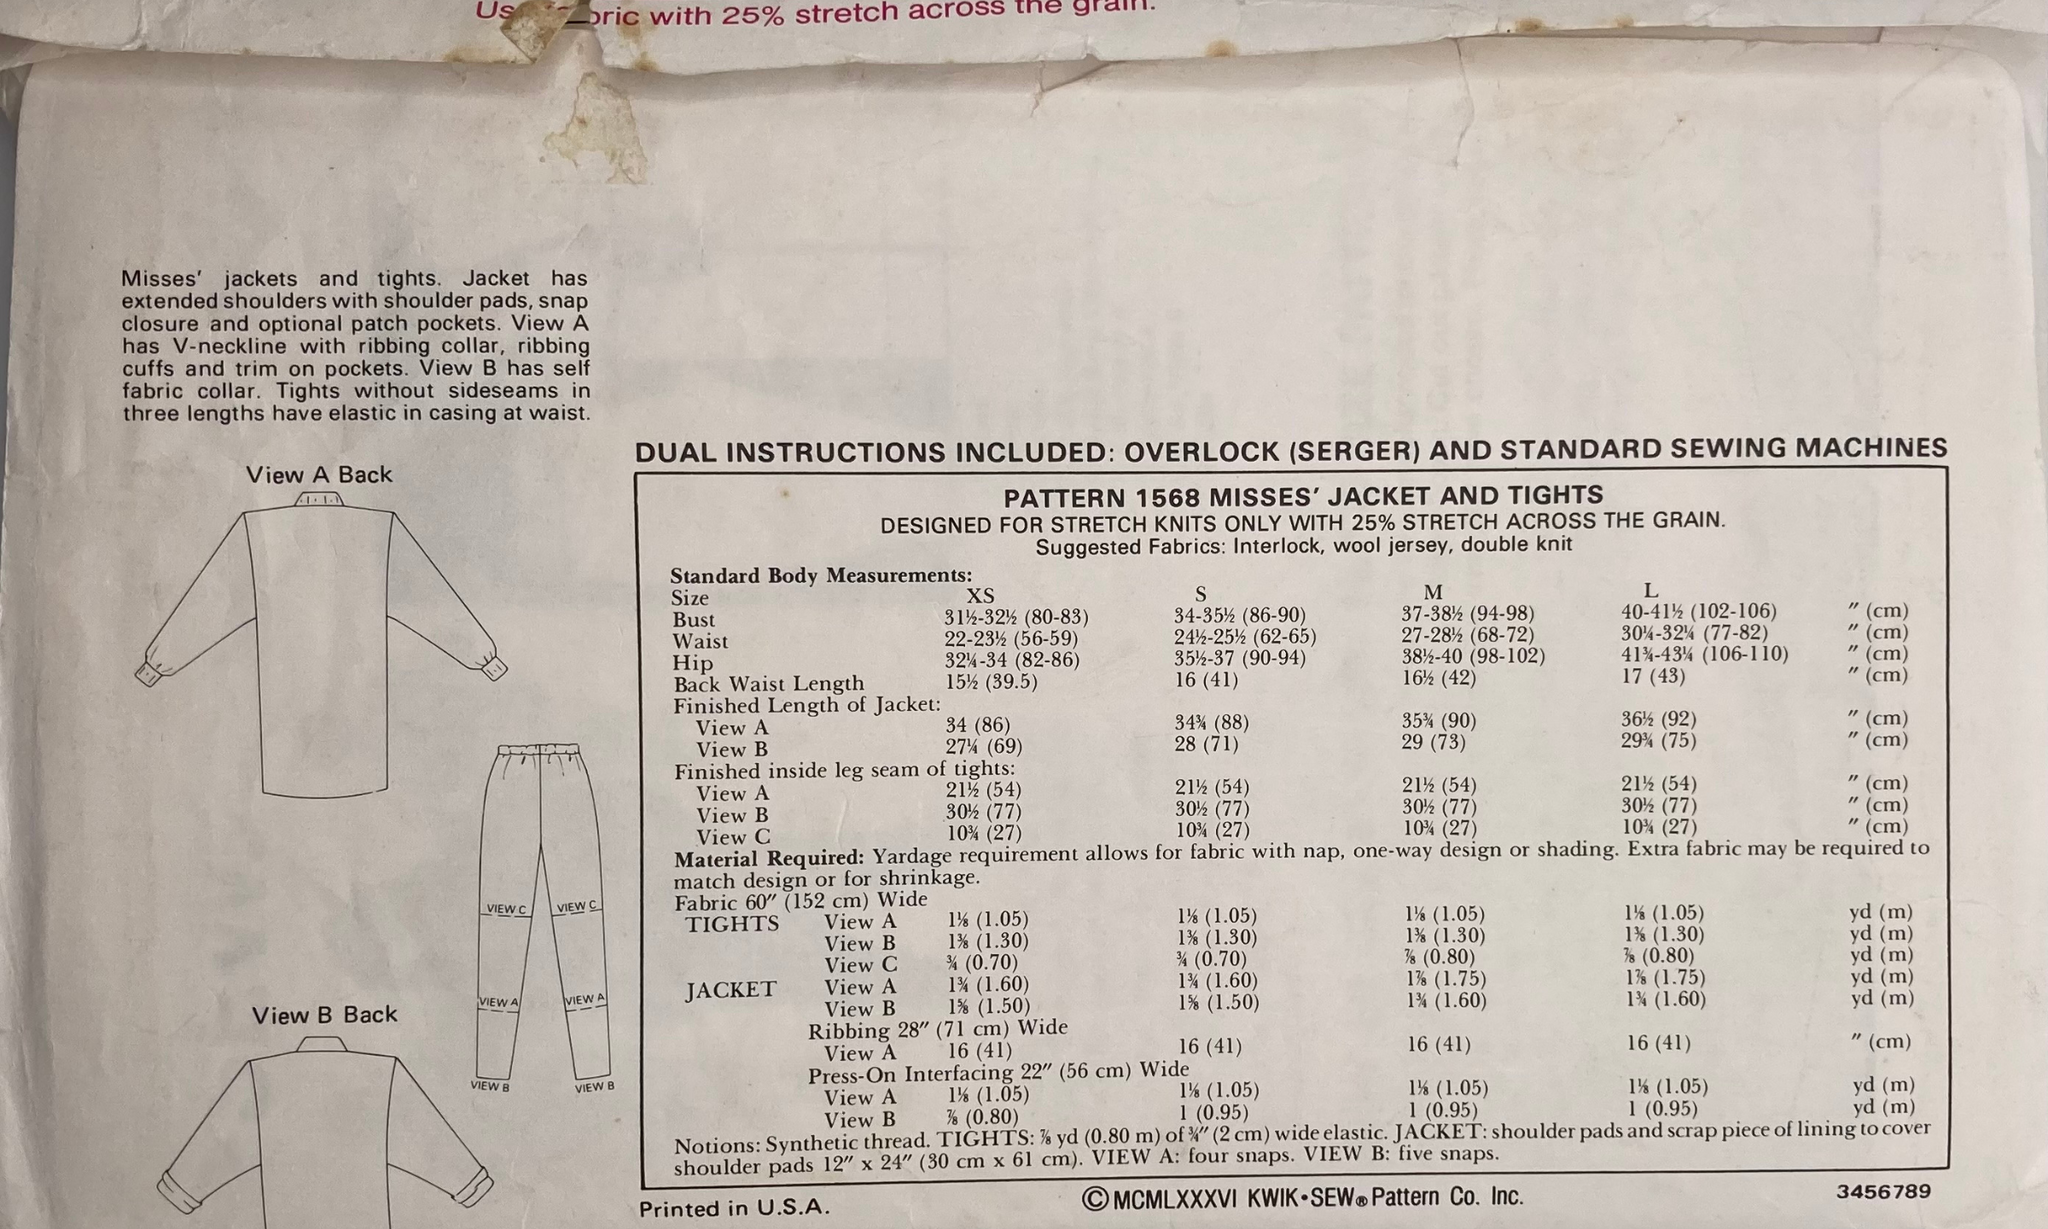 Us fabric with 25% stretch across the grain.
Misses' jackets and tights. Jacket has
extended shoulders with shoulder pads, snap
closure and optional patch pockets. View A
has V-neckline with ribbing collar, ribbing
cuffs and trim on pockets. View B has self
fabric collar. Tights without sideseams in
three lengths have elastic in casing at waist.
View A Back
VIEW C VIEW C
VIEW A VIEW A
VIEW B VIEW B
View B Back
DUAL INSTRUCTIONS INCLUDED: OVERLOCK (SERGER) AND STANDARD SEWING MACHINES
PATTERN 1568 MISSES' JACKET AND TIGHTS
DESIGNED FOR STRETCH KNITS ONLY WITH 25% STRETCH ACROSS THE GRAIN.
Suggested Fabrics: Interlock, wool jersey, double knit
Standard Body Measurements:
Size XS S M L
Bust 31½-32½ (80-83) 34-35½ (86-90) 37-38½ (94-98) 40-41½ (102-106) ″ (cm)
Waist 22-23½ (56-59) 24½-25½ (62-65) 27-28½ (68-72) 30¼-32¼ (77-82) ″ (cm)
Hip 32¼-34 (82-86) 35½-37 (90-94) 38½-40 (98-102) 41¾-43¼ (106-110) ″ (cm)
Back Waist Length 15½ (39.5) 16 (41) 16½ (42) 17 (43) ″ (cm)
Finished Length of Jacket:
View A 34 (86) 34¾ (88) 35¾ (90) 36½ (92) ″ (cm)
View B 27¼ (69) 28 (71) 29 (73) 29¾ (75) ″ (cm)
Finished inside leg seam of tights:
View A 21½ (54) 21½ (54) 21½ (54) 21½ (54) ″ (cm)
View B 30½ (77) 30½ (77) 30½ (77) 30½ (77) ″ (cm)
View C 10¾ (27) 10¾ (27) 10¾ (27) 10¾ (27) ″ (cm)
Material Required: Yardage requirement allows for fabric with nap, one-way design or shading. Extra fabric may be required to
match design or for shrinkage.
Fabric 60″ (152 cm) Wide
TIGHTS View A 1⅛ (1.05) 1⅛ (1.05) 1⅛ (1.05) 1⅛ (1.05) yd (m)
View B 1⅜ (1.30) 1⅜ (1.30) 1⅜ (1.30) 1⅜ (1.30) yd (m)
View C ¾ (0.70) ¾ (0.70) ⅞ (0.80) ⅞ (0.80) yd (m)
JACKET View A 1¾ (1.60) 1¾ (1.60) 1⅞ (1.75) 1⅞ (1.75) yd (m)
View B 1⅝ (1.50) 1⅝ (1.50) 1¾ (1.60) 1¾ (1.60) yd (m)
Ribbing 28″ (71 cm) Wide
View A 16 (41) 16 (41) 16 (41) 16 (41) ″ (cm)
Press-On Interfacing 22″ (56 cm) Wide
View A 1⅛ (1.05) 1⅛ (1.05) 1⅛ (1.05) 1⅛ (1.05) yd (m)
View B ⅞ (0.80) 1 (0.95) 1 (0.95) 1 (0.95) yd (m)
Notions: Synthetic thread. TIGHTS: ⅞ yd (0.80 m) of ¾″ (2 cm) wide elastic. JACKET: shoulder pads and scrap piece of lining to cover
shoulder pads 12″ x 24″ (30 cm x 61 cm). VIEW A: four snaps. VIEW B: five snaps.
Printed in U.S.A. © MCMLXXXVI KWIK•SEW® Pattern Co. Inc. 3456789